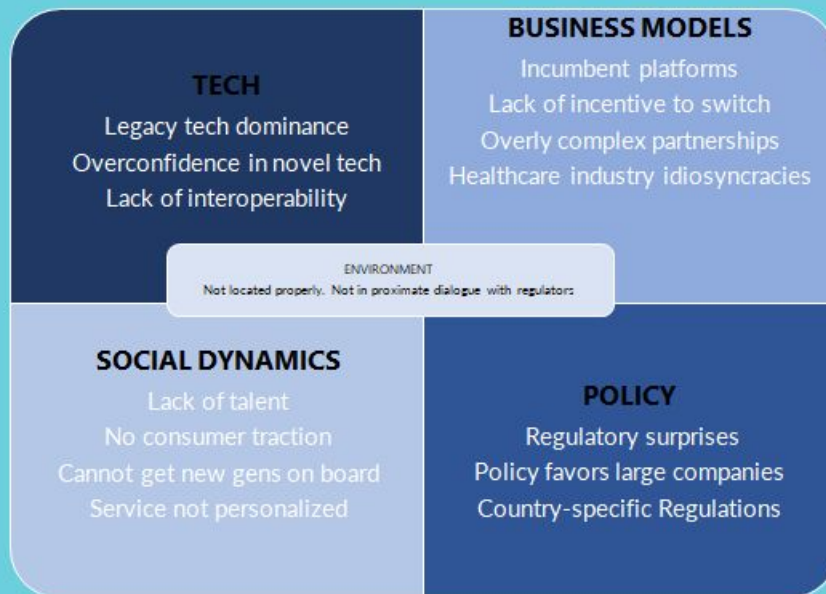 TECH
Legacy tech dominance
Overconfidence in novel tech
Lack of interoperability
BUSINESS MODELS
Incumbent platforms
Lack of incentive to switch
Overly complex partnerships
Healthcare industry idiosyncracies
ENVIRONMENT
Not located properly. Not in proximate dialogue with regulators
SOCIAL DYNAMICS
Lack of talent
No consumer traction
Cannot get new gens on board
Service not personalized
POLICY
Regulatory surprises
Policy favors large companies
Country-specific Regulations